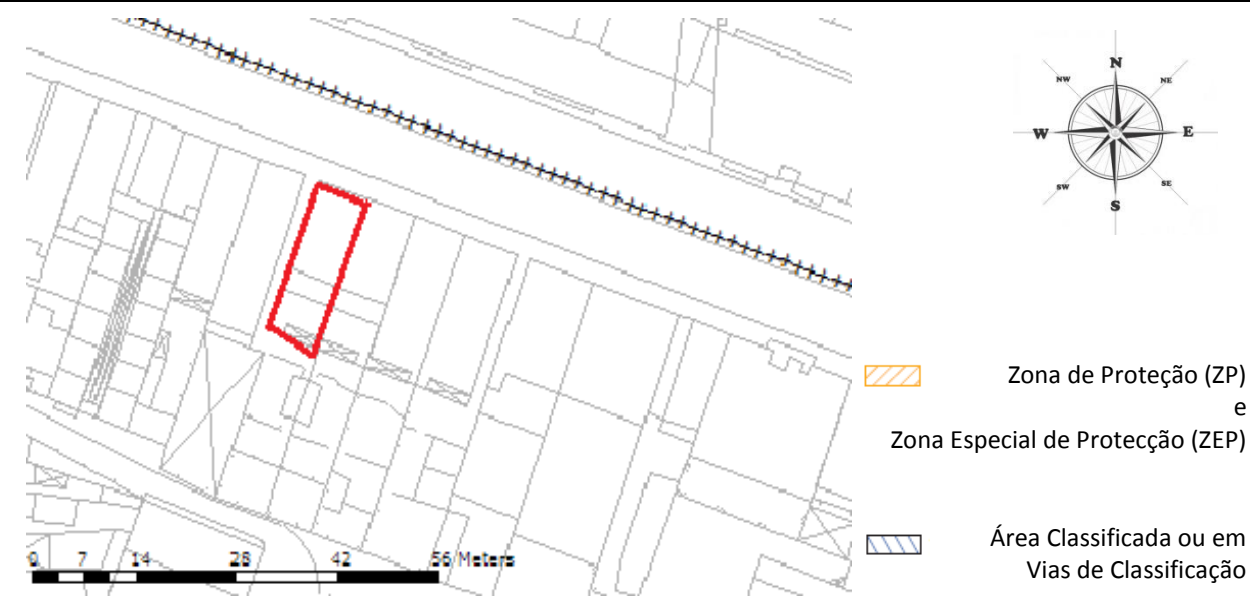 N
NW
NE
W
E
SW
SE
S
Zona de Proteção (ZP)
e
Zona Especial de Protecção (ZEP)
Área Classificada ou em
Vias de Classificação
0 7 14 28 42 56 Meters